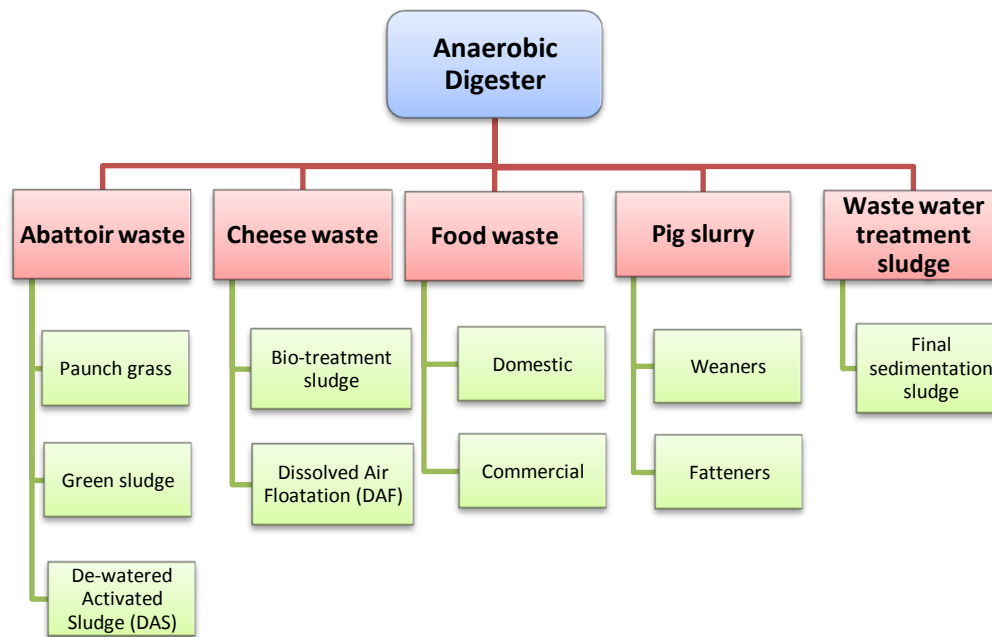 Anaerobic
Digester
Abattoir waste
Cheese waste
Food waste
Pig slurry
Waste water
treatment
sludge
Paunch grass
Green sludge
De-watered
Activated
Sludge (DAS)
Bio-treatment
sludge
Dissolved Air
Floatation (DAF)
Domestic
Commercial
Weaners
Fatteners
Final
sedimentation
sludge